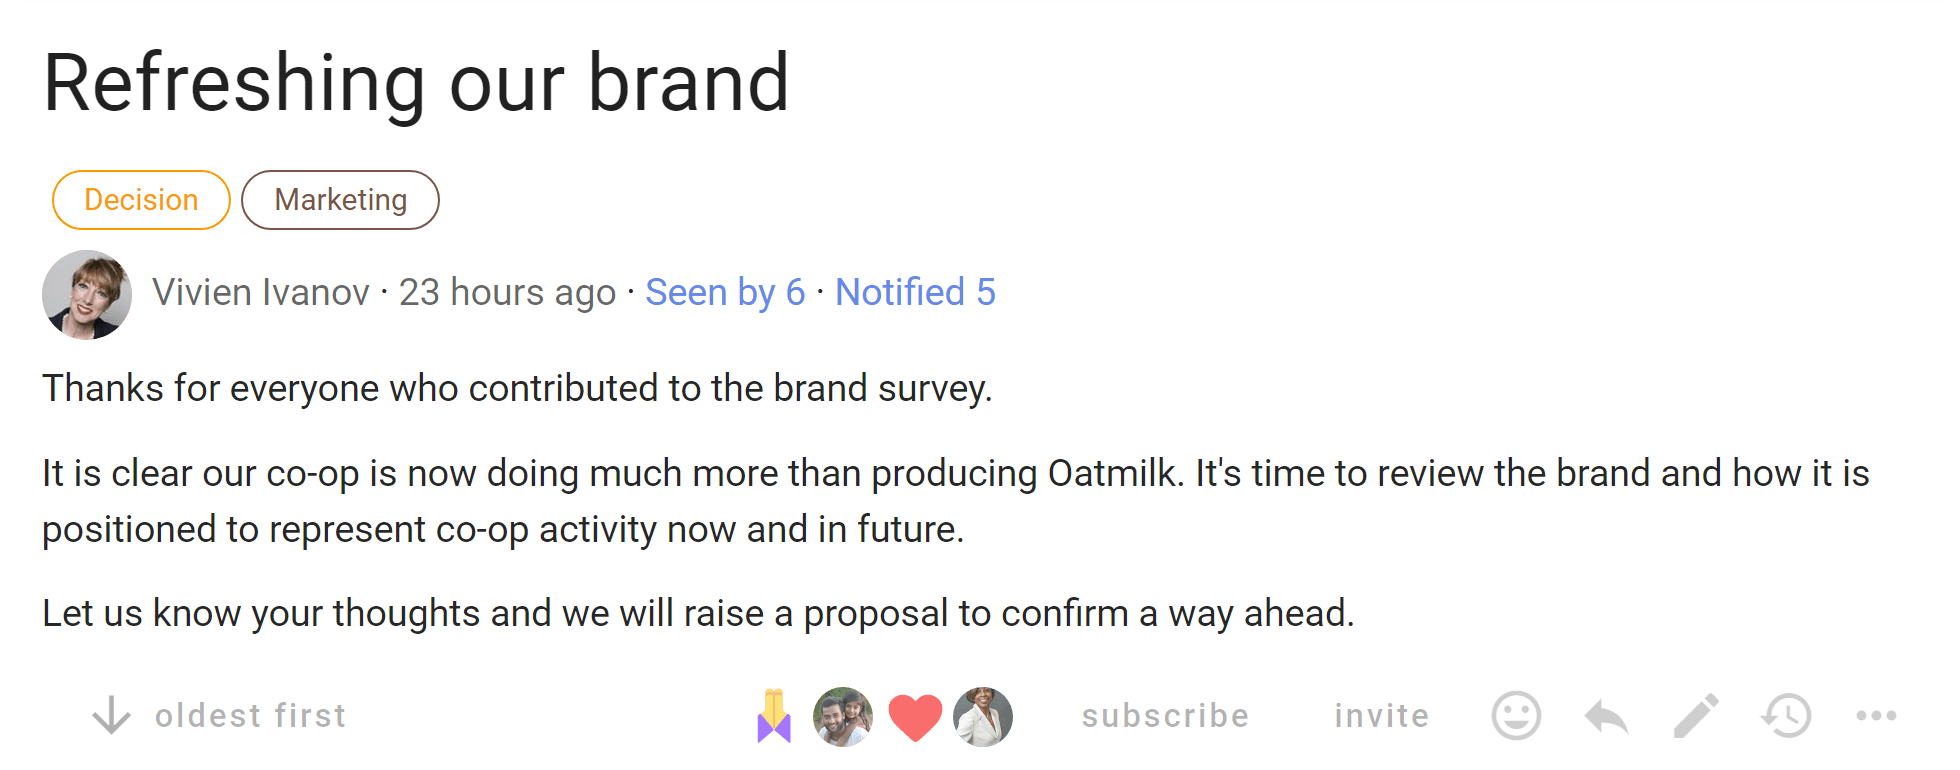 Refreshing our brand
Decision Marketing
Vivien Ivanov · 23 hours ago · Seen by 6 · Notified 5
Thanks for everyone who contributed to the brand survey.
It is clear our co-op is now doing much more than producing Oatmilk. It's time to review the brand and how it is
positioned to represent co-op activity now and in future.
Let us know your thoughts and we will raise a proposal to confirm a way ahead.
oldest first subscribe invite